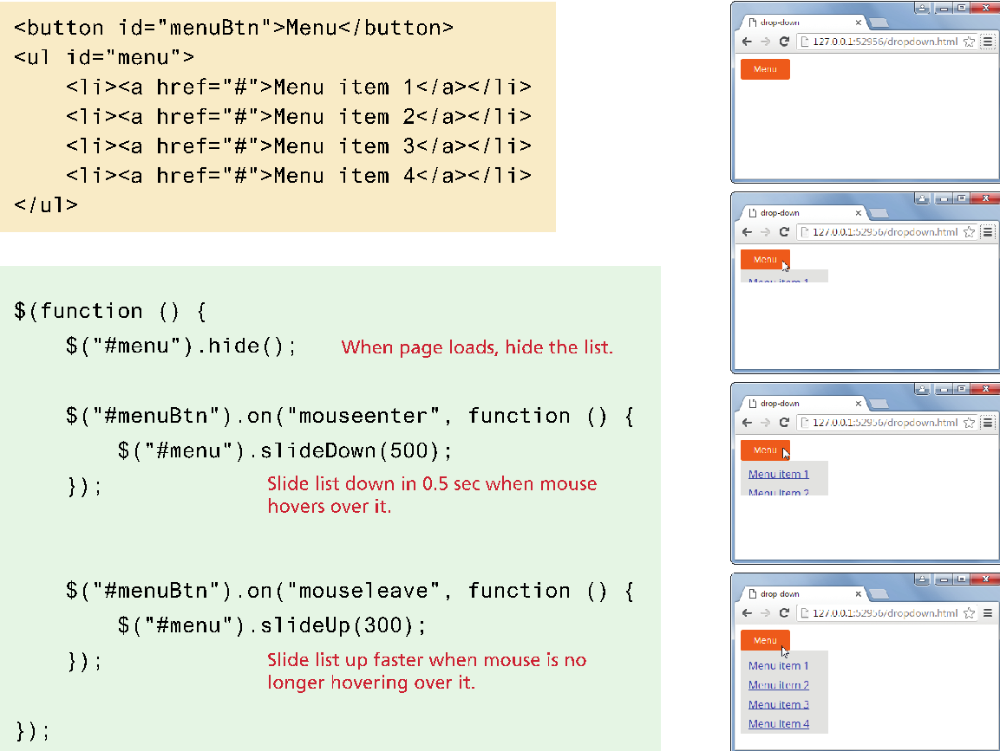 <button id="menuBtn">Menu</button>
<ul id="menu">
    <li><a href="#">Menu item 1</a></li>
    <li><a href="#">Menu item 2</a></li>
    <li><a href="#">Menu item 3</a></li>
    <li><a href="#">Menu item 4</a></li>
</ul>
$(function () {
    $("#menu").hide();    When page loads, hide the list.
    $("#menuBtn").on("mouseenter", function () {
        $("#menu").slideDown(500);
    });    Slide list down in 0.5 sec when mouse
hovers over it.
    $("#menuBtn").on("mouseleave", function () {
        $("#menu").slideUp(300);
    });    Slide list up faster when mouse is no
longer hovering over it.
});
drop-down
127.0.0.1:52956/dropdown.html
Menu
drop-down
127.0.0.1:52956/dropdown.html
Menu
Menu item 1
drop-down
127.0.0.1:52956/dropdown.html
Menu
Menu item 1
Menu item 2
drop-down
127.0.0.1:52956/dropdown.html
Menu
Menu item 1
Menu item 2
Menu item 3
Menu item 4